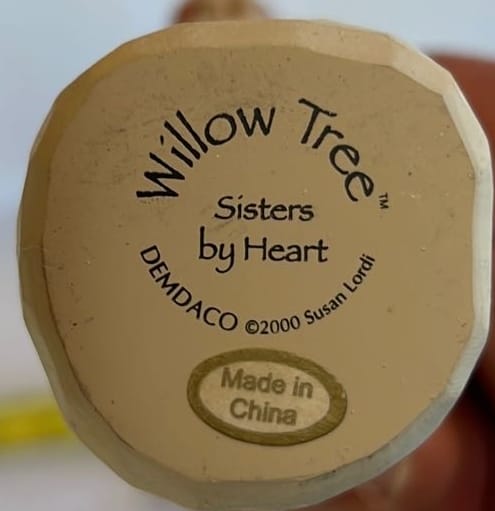 Willow Tree™
Sisters
by Heart
DEMDACO ©2000 Susan Lordi
Made in
China